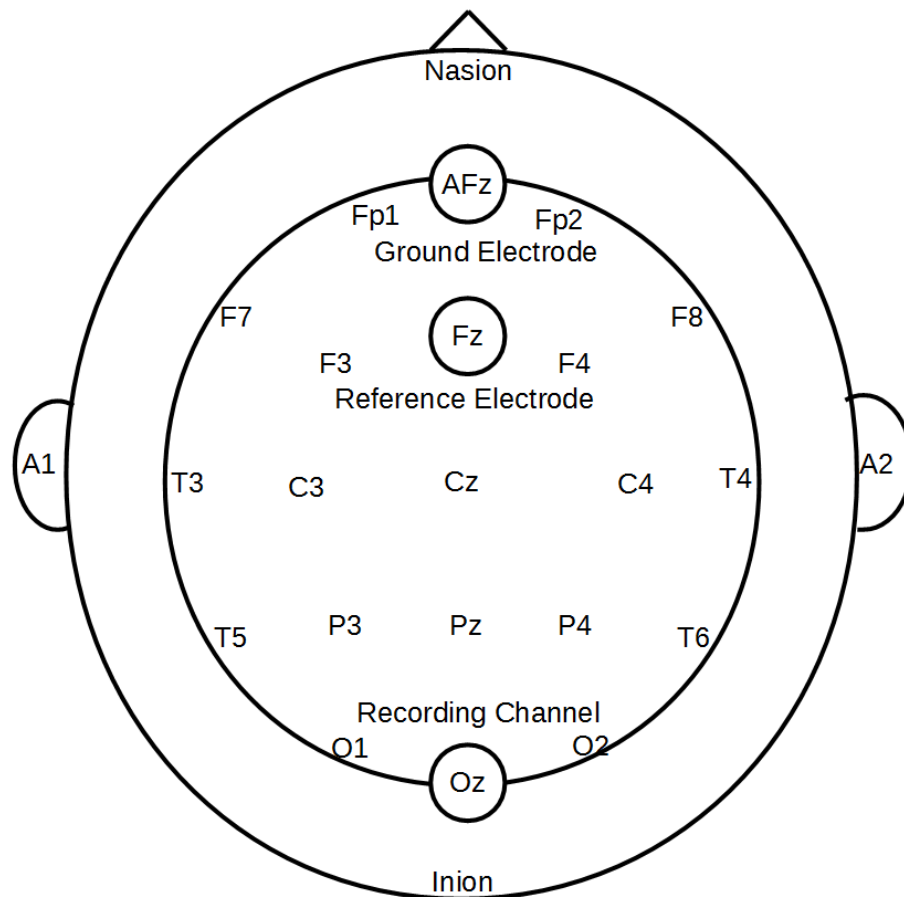 Nasion
AFz
Fp1 Fp2
Ground Electrode
F7 Fz F8
F3 F4
Reference Electrode
A1 T3 C3 Cz C4 T4 A2
T5 P3 Pz P4 T6
Recording Channel
O1 O2
Oz
Inion